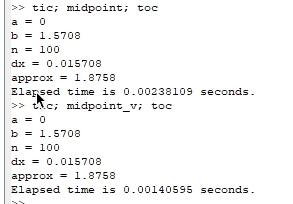 >> tic; midpoint; toc
a = 0
b = 1.5708
n = 100
dx = 0.015708
approx = 1.8758
Elapsed time is 0.00238109 seconds.
>> tic; midpoint_v; toc
a = 0
b = 1.5708
n = 100
dx = 0.015708
approx = 1.8758
Elapsed time is 0.00140595 seconds.
>>